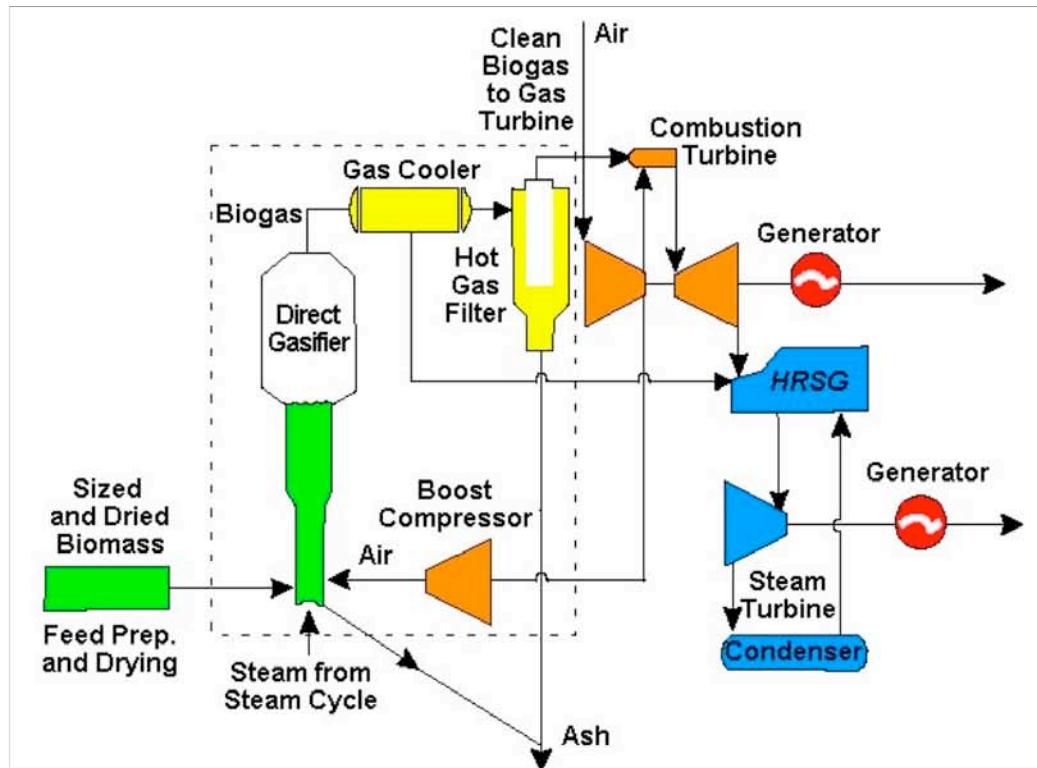 Clean
Biogas
to Gas
Turbine
Air
Combustion
Turbine
Gas Cooler
Biogas
Hot
Gas
Filter
Generator
Direct
Gasifier
HRSG
Sized
and Dried
Biomass
Boost
Compressor
Air
Generator
Feed Prep.
and Drying
Steam from
Steam Cycle
Steam
Turbine
Condenser
Ash